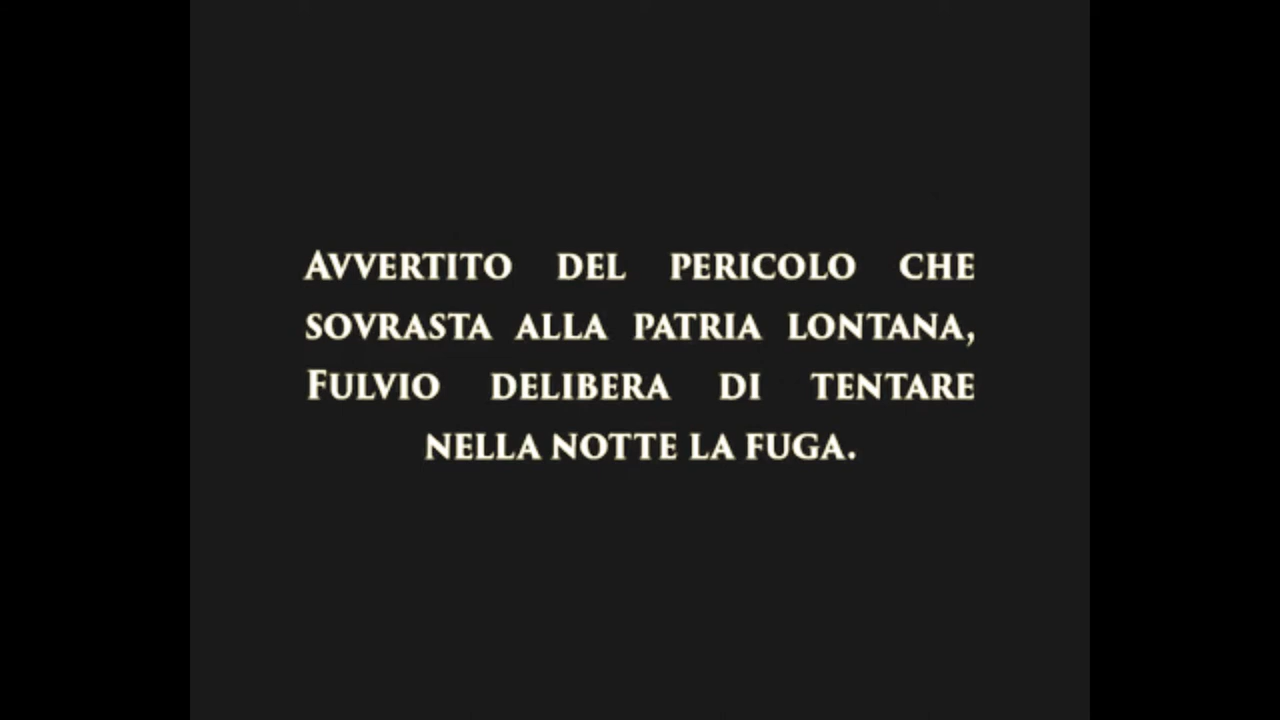 Avvertito del pericolo che
sovrasta alla patria lontana,
Fulvio delibera di tentare
nella notte la fuga.